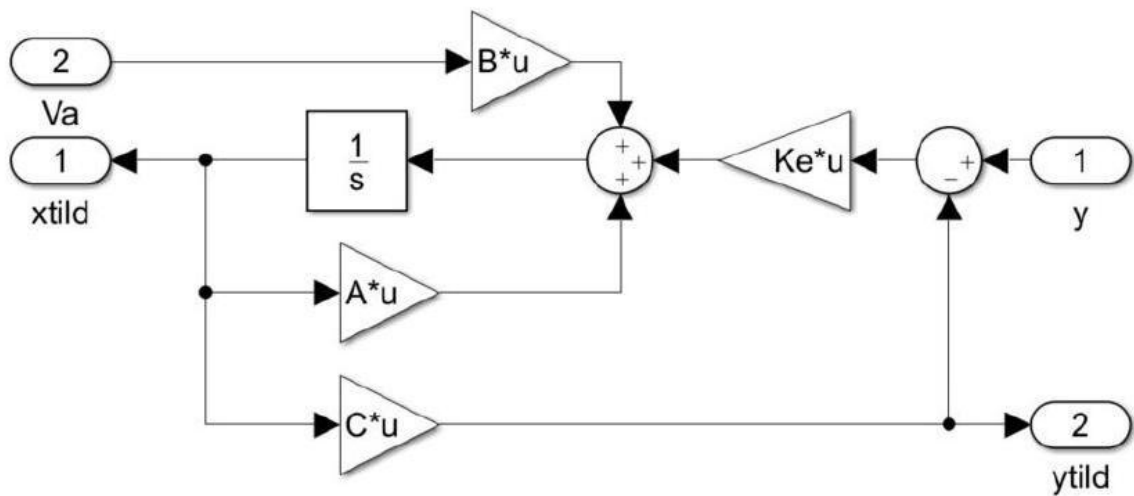 2
Va
B*u
1
xtild
1
s
+
+
+
Ke*u
+
−
1
y
A*u
C*u
2
ytild